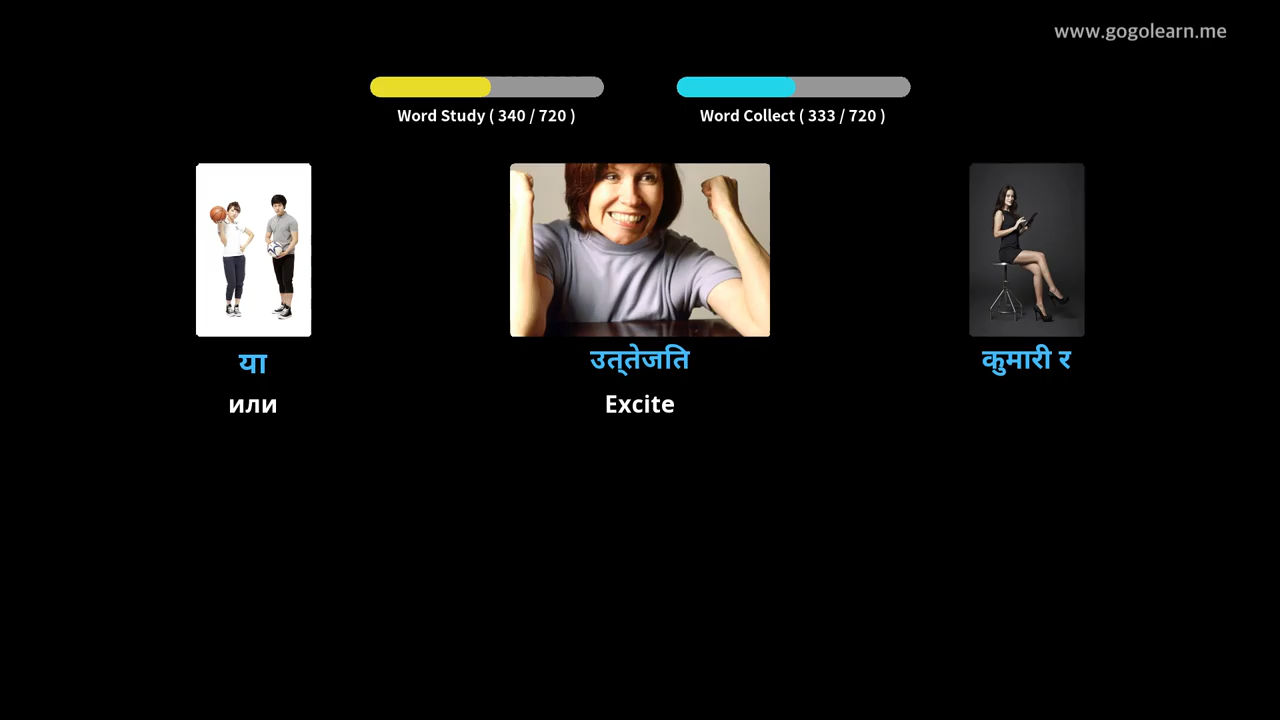 www.gogolearn.me
Word Study ( 340 / 720 )
Word Collect ( 333 / 720 )
या
उत्तेजति
कुमारी र
или
Excite